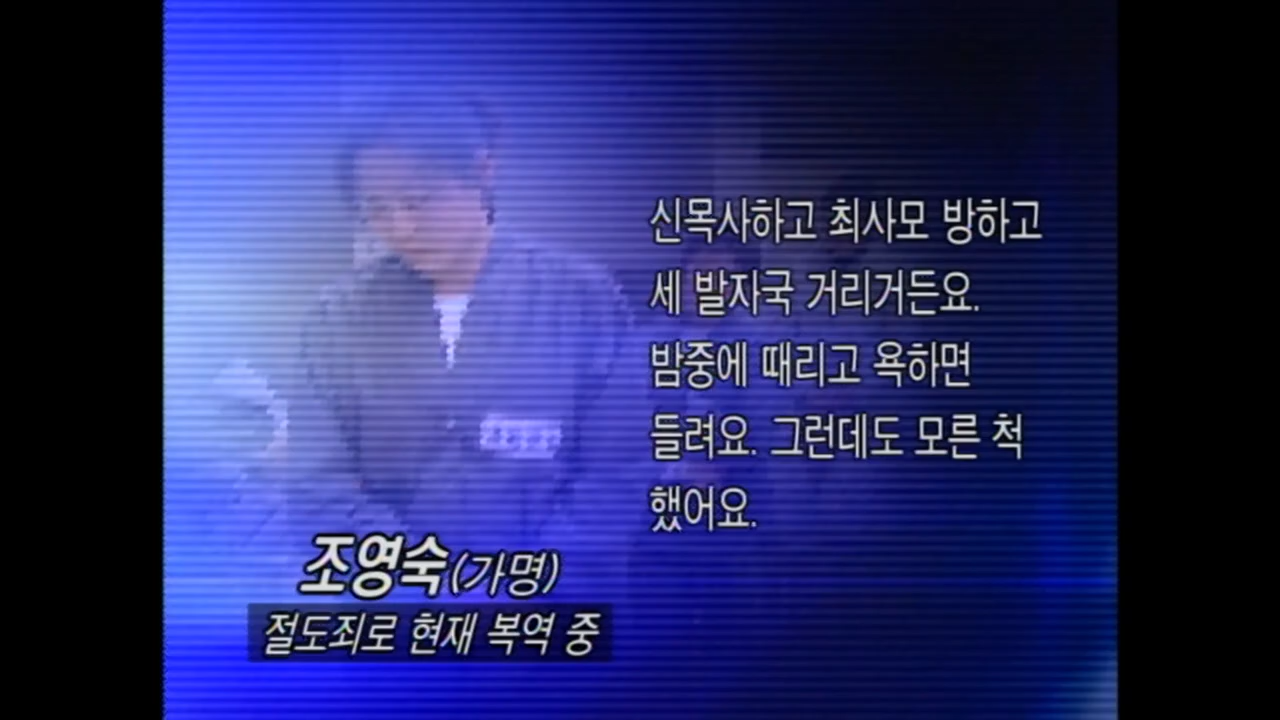 신목사하고 최사모 방하고
세 발자국 거리거든요.
밤중에 때리고 욕하면
들려요. 그런데도 모른 척
했어요.
조영숙(가명)
절도죄로 현재 복역 중